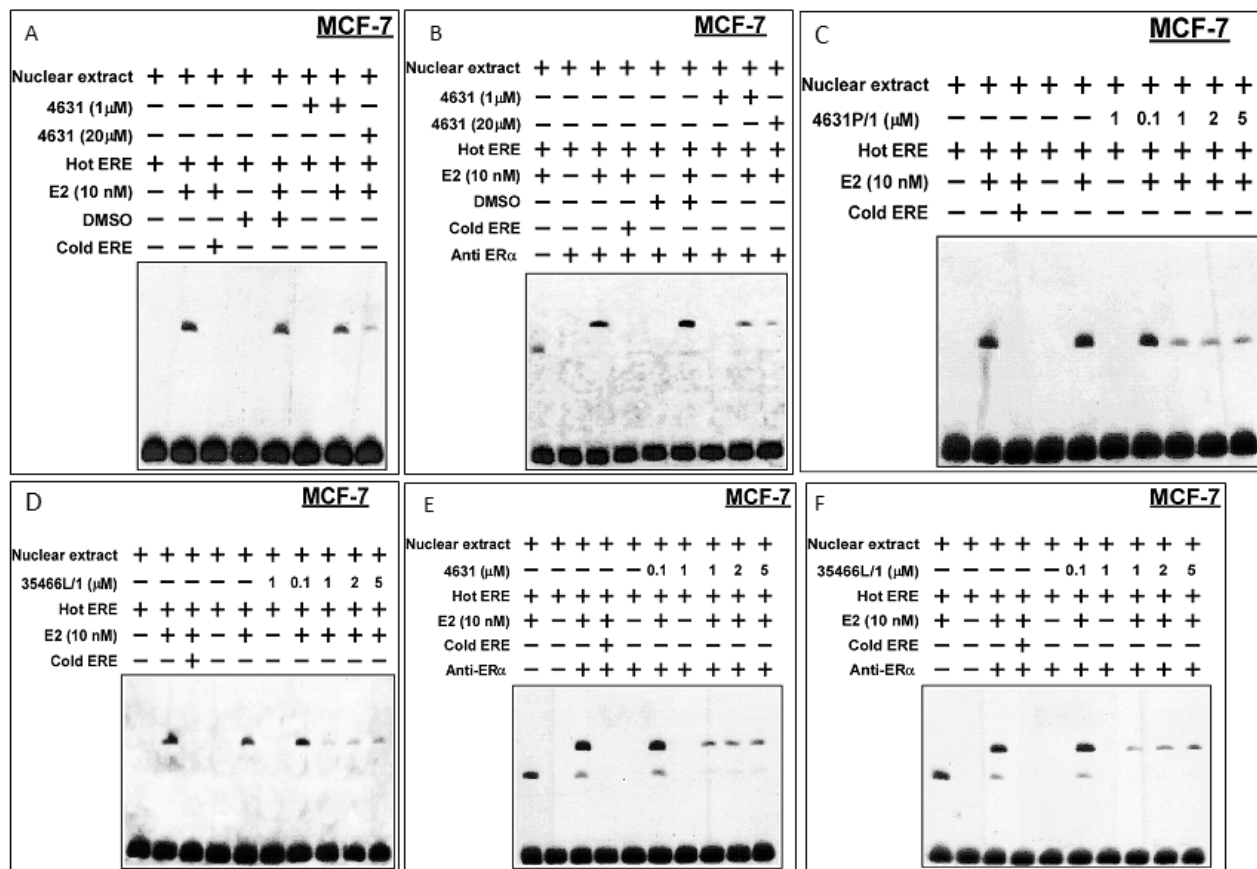 A
MCF-7
Nuclear extract + + + + + + + +
4631 (1μM) − − − − − + + −
4631 (20μM) − − − − − − − +
Hot ERE + + + + + + + +
E2 (10 nM) − + + − + − + +
DMSO − − − + + − − −
Cold ERE − − + − − − − −
B
MCF-7
Nuclear extract + + + + + + + + +
4631 (1μM) − − − − − − + + −
4631 (20μM) − − − − − − − − +
Hot ERE + + + + + + + + +
E2 (10 nM) + − + + − + − + +
DMSO − − − − + + − − −
Cold ERE − − − + − − − − −
Anti ERα − + + + + + + + +
C
MCF-7
Nuclear extract + + + + + + + + + +
4631P/1 (μM) − − − − − 1 0.1 1 2 5
Hot ERE + + + + + + + + + +
E2 (10 nM) − + + − + − + + + +
Cold ERE − − + − − − − − − −
D
MCF-7
Nuclear extract + + + + + + + + + +
35466L/1 (μM) − − − − − 1 0.1 1 2 5
Hot ERE + + + + + + + + + +
E2 (10 nM) − + + − + − + + + +
Cold ERE − − + − − − − − − −
E
MCF-7
Nuclear extract + + + + + + + + + +
4631 (μM) − − − − − 0.1 1 1 2 5
Hot ERE + + + + + + + + + +
E2 (10 nM) + − + + − + − + + +
Cold ERE − − − + − − − − − −
Anti-ERα − − + + + + + + + +
F
MCF-7
Nuclear extract + + + + + + + + + +
35466L/1 (μM) − − − − − 0.1 1 1 2 5
Hot ERE + + + + + + + + + +
E2 (10 nM) + − + + − + − + + +
Cold ERE − − − + − − − − − −
Anti-ERα − − + + + + + + + +